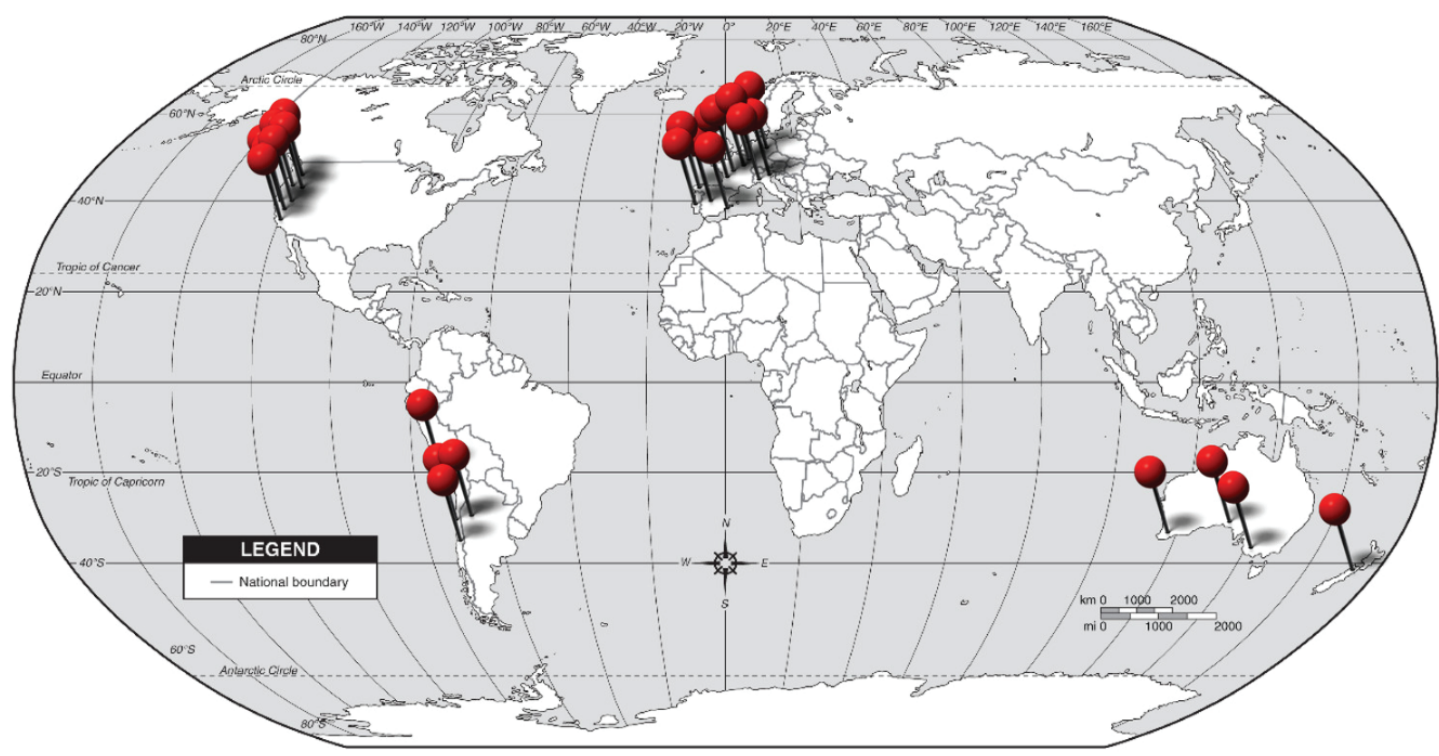 160°W 140°W 120°W 100°W 80°W 60°W 40°W 20°W 0° 20°E 40°E 60°E 80°E 100°E 120°E 140°E 160°E
80°N
Arctic Circle
60°N
40°N
Tropic of Cancer
20°N
Equator
20°S
Tropic of Capricorn
N
W E
S
LEGEND
National boundary
40°S
km 0 1000 2000
mi 0 1000 2000
60°S
Antarctic Circle
80°S